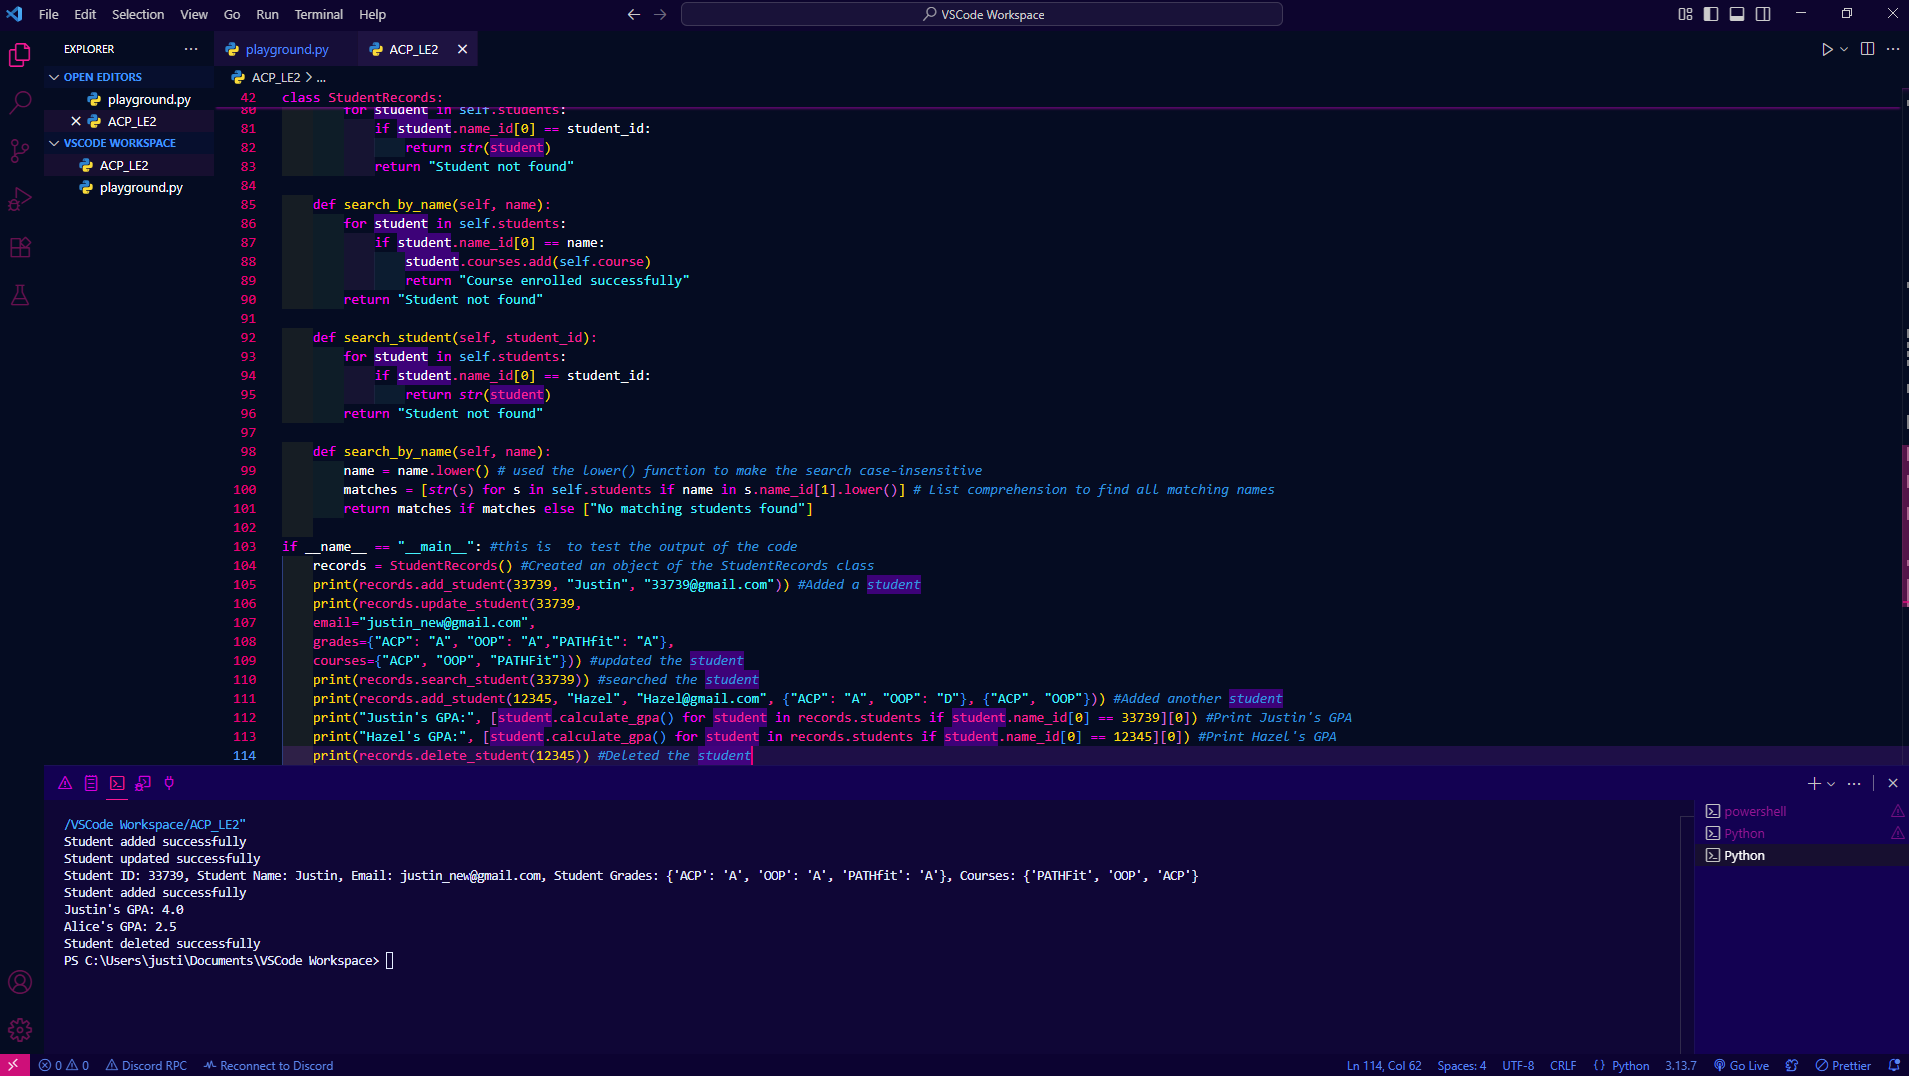 File Edit Selection View Go Run Terminal Help
VSCode Workspace
EXPLORER
OPEN EDITORS
playground.py
ACP_LE2
VSCODE WORKSPACE
ACP_LE2
playground.py
playground.py
ACP_LE2
ACP_LE2 > ...
42 class StudentRecords:
80 for student in self.students:
81 if student.name_id[0] == student_id:
82 return str(student)
83 return "Student not found"
84
85 def search_by_name(self, name):
86 for student in self.students:
87 if student.name_id[0] == name:
88 student.courses.add(self.course)
89 return "Course enrolled successfully"
90 return "Student not found"
91
92 def search_student(self, student_id):
93 for student in self.students:
94 if student.name_id[0] == student_id:
95 return str(student)
96 return "Student not found"
97
98 def search_by_name(self, name):
99 name = name.lower() # used the lower() function to make the search case-insensitive
100 matches = [str(s) for s in self.students if name in s.name_id[1].lower()] # List comprehension to find all matching names
101 return matches if matches else ["No matching students found"]
102
103 if __name__ == "__main__": #this is  to test the output of the code
104 records = StudentRecords() #Created an object of the StudentRecords class
105 print(records.add_student(33739, "Justin", "33739@gmail.com")) #Added a student
106 print(records.update_student(33739,
107 email="justin_new@gmail.com",
108 grades={"ACP": "A", "OOP": "A","PATHfit": "A"},
109 courses={"ACP", "OOP", "PATHFit"})) #updated the student
110 print(records.search_student(33739)) #searched the student
111 print(records.add_student(12345, "Hazel", "Hazel@gmail.com", {"ACP": "A", "OOP": "D"}, {"ACP", "OOP"})) #Added another student
112 print("Justin's GPA:", [student.calculate_gpa() for student in records.students if student.name_id[0] == 33739][0]) #Print Justin's GPA
113 print("Hazel's GPA:", [student.calculate_gpa() for student in records.students if student.name_id[0] == 12345][0]) #Print Hazel's GPA
114 print(records.delete_student(12345)) #Deleted the student
/VSCode Workspace/ACP_LE2"
Student added successfully
Student updated successfully
Student ID: 33739, Student Name: Justin, Email: justin_new@gmail.com, Student Grades: {'ACP': 'A', 'OOP': 'A', 'PATHfit': 'A'}, Courses: {'PATHFit', 'OOP', 'ACP'}
Student added successfully
Justin's GPA: 4.0
Alice's GPA: 2.5
Student deleted successfully
PS C:\Users\justi\Documents\VSCode Workspace>
powershell
Python
Python
0 0 Discord RPC Reconnect to Discord
Ln 114, Col 62 Spaces: 4 UTF-8 CRLF { } Python 3.13.7 Go Live Prettier